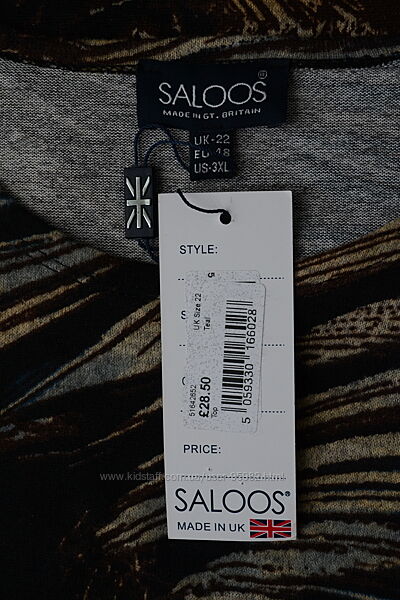 SALOOS®
MADE IN GT. BRITAIN
UK-22
EU-48
US-3XL
STYLE:
UK Size 22
Teal
51642652
£28.50
Top
5 059330 166028
PRICE:
SALOOS®
MADE IN UK